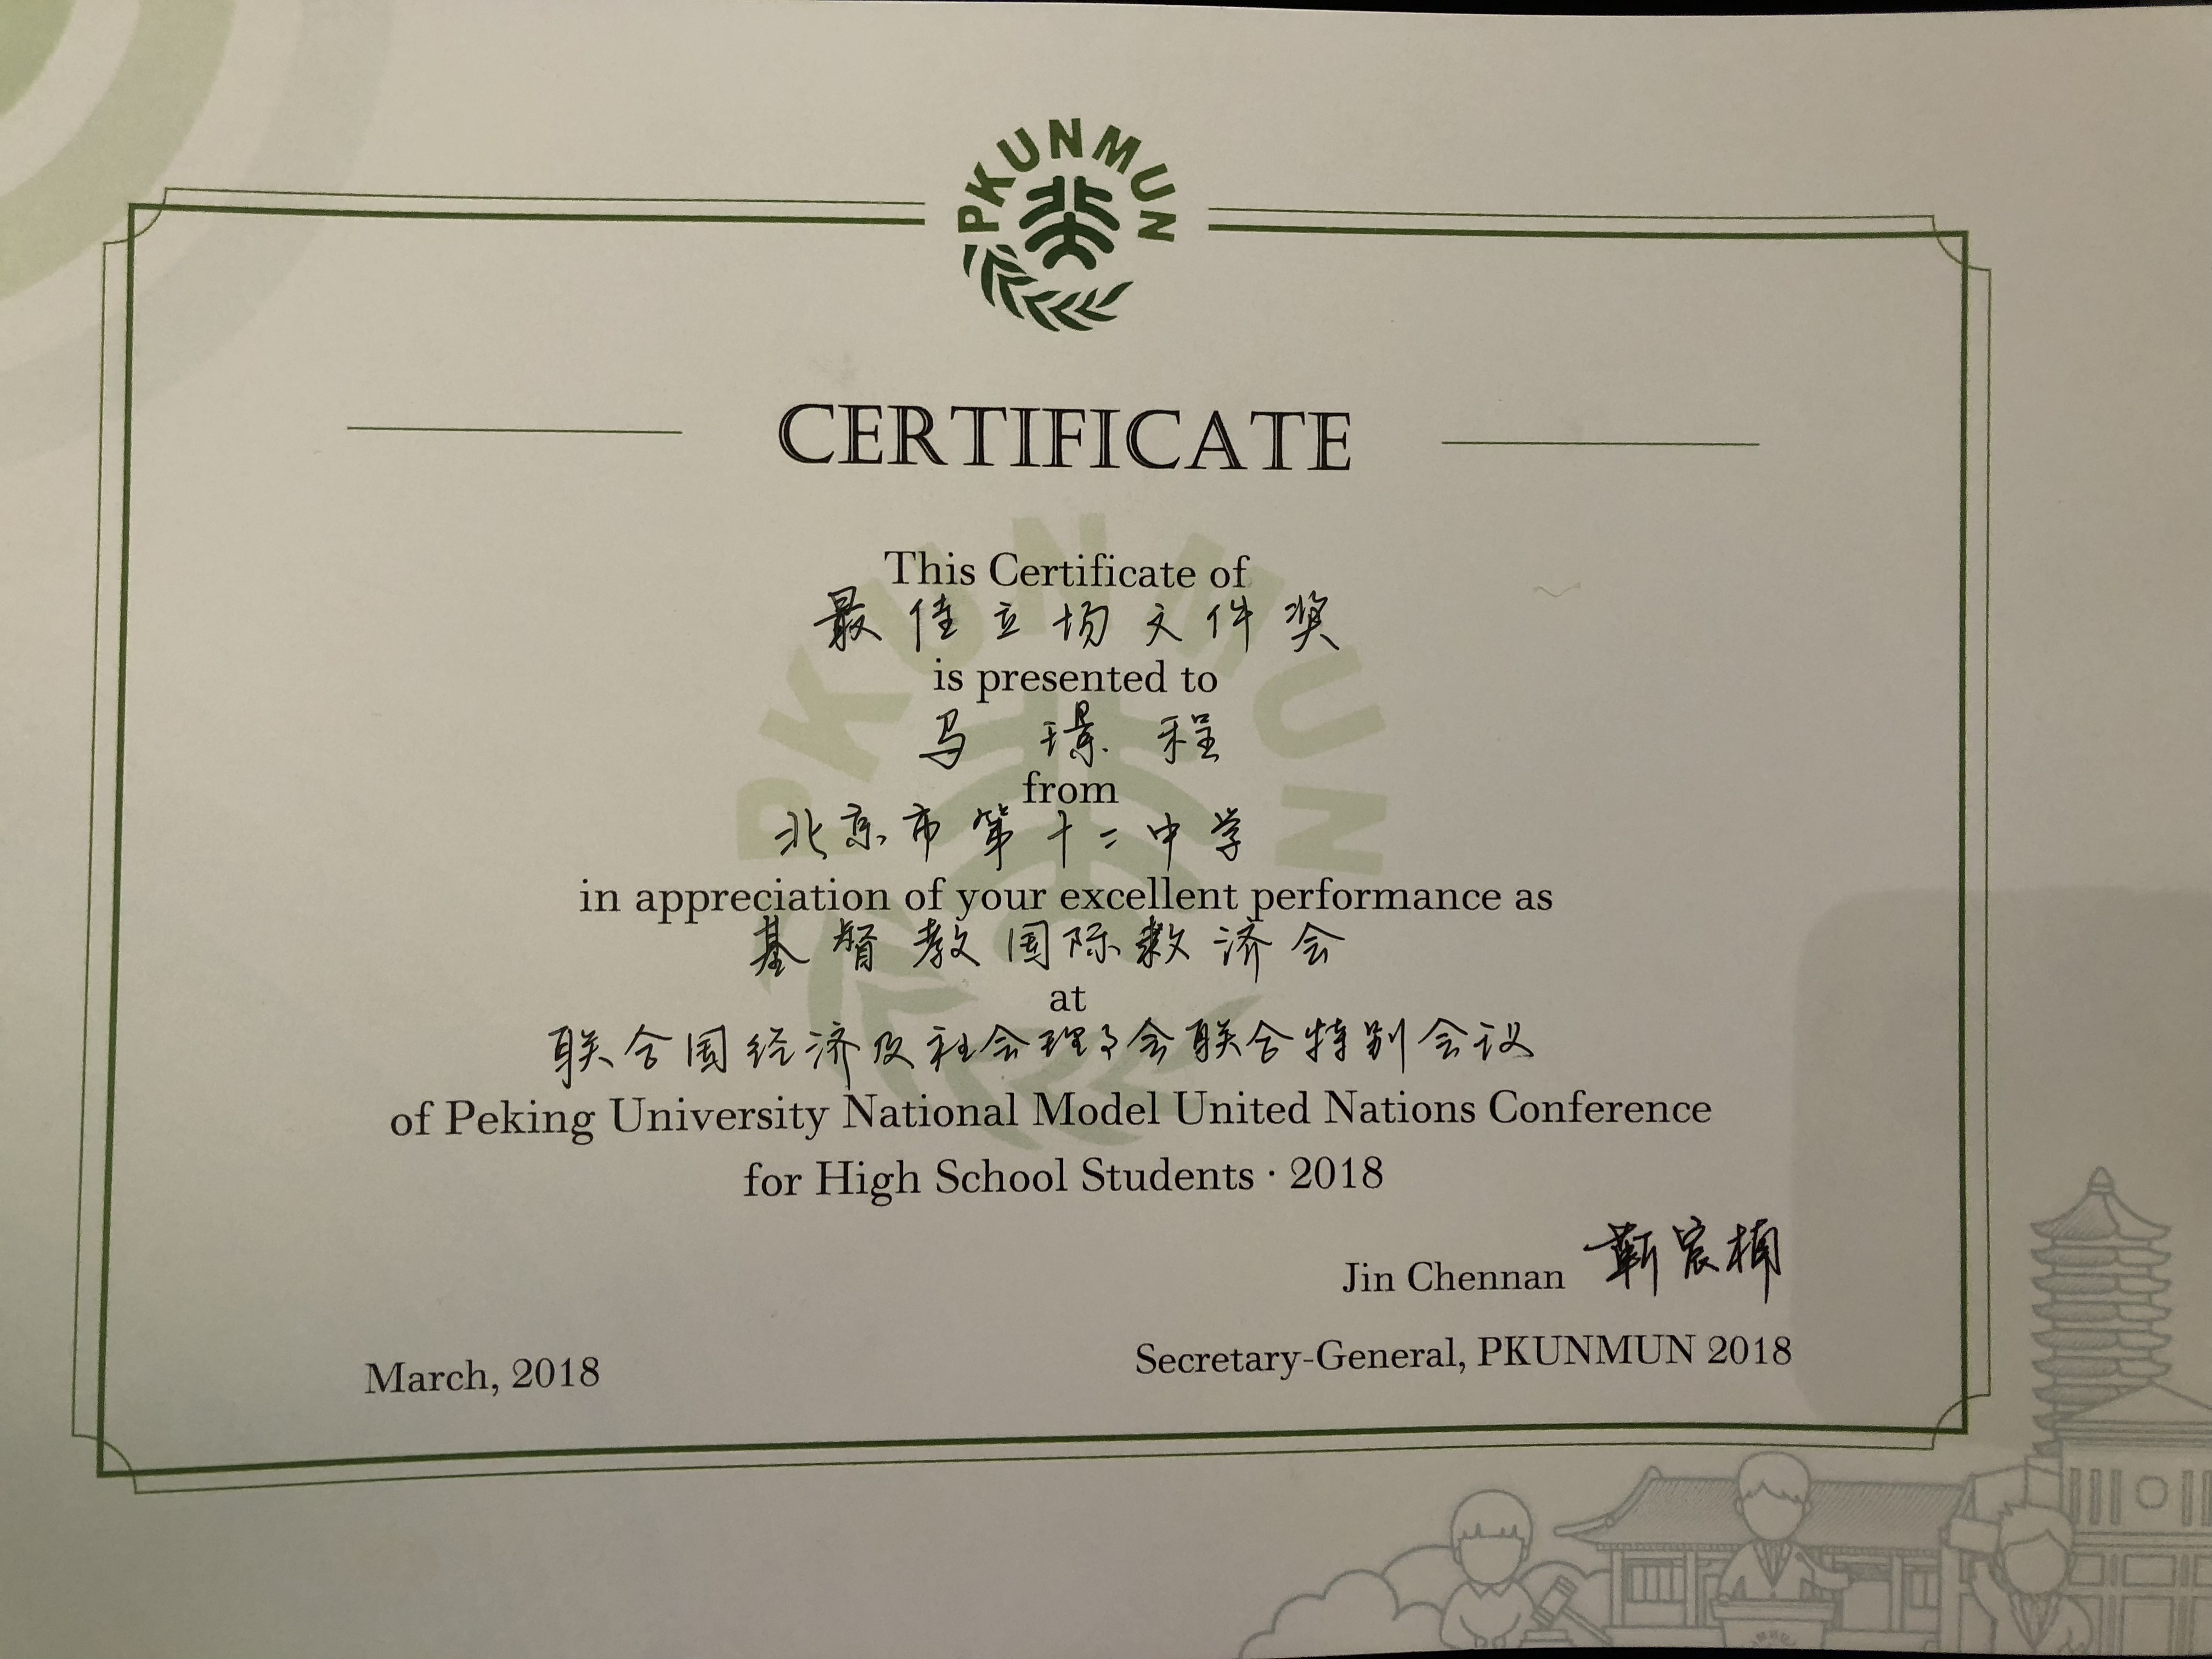 PKUNMUN
CERTIFICATE
This Certificate of
最佳立场文件奖
is presented to
马璟程
from
北京市第十二中学
in appreciation of your excellent performance as
基督教国际救济会
at
联合国经济及社会理事会联合特别会议
of Peking University National Model United Nations Conference
for High School Students · 2018
Jin Chennan 靳宸楠
Secretary-General, PKUNMUN 2018
March, 2018